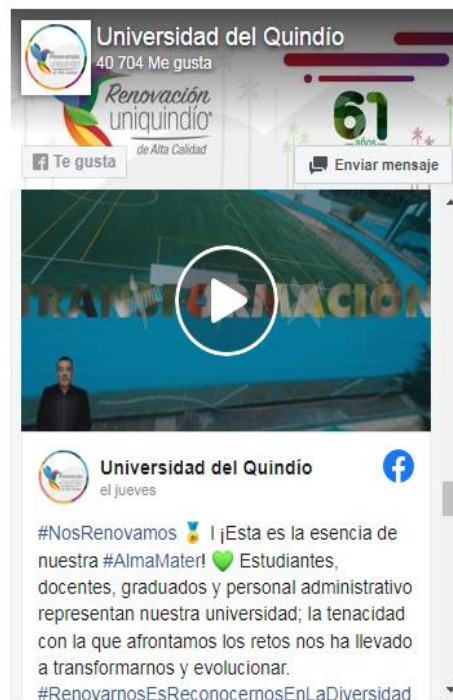 Universidad del Quindío
40 704 Me gusta
Renovación
uniquindio
de Alta Calidad
61
AÑOS
Te gusta
Enviar mensaje
TRANSFORMACIÓN
Universidad del Quindío
el jueves
#NosRenovamos 🏅 I ¡Esta es la esencia de
nuestra #AlmaMater! 💚 Estudiantes,
docentes, graduados y personal administrativo
representan nuestra universidad; la tenacidad
con la que afrontamos los retos nos ha llevado
a transformarnos y evolucionar.
#RenovarnosEsReconocernosEnLaDiversidad